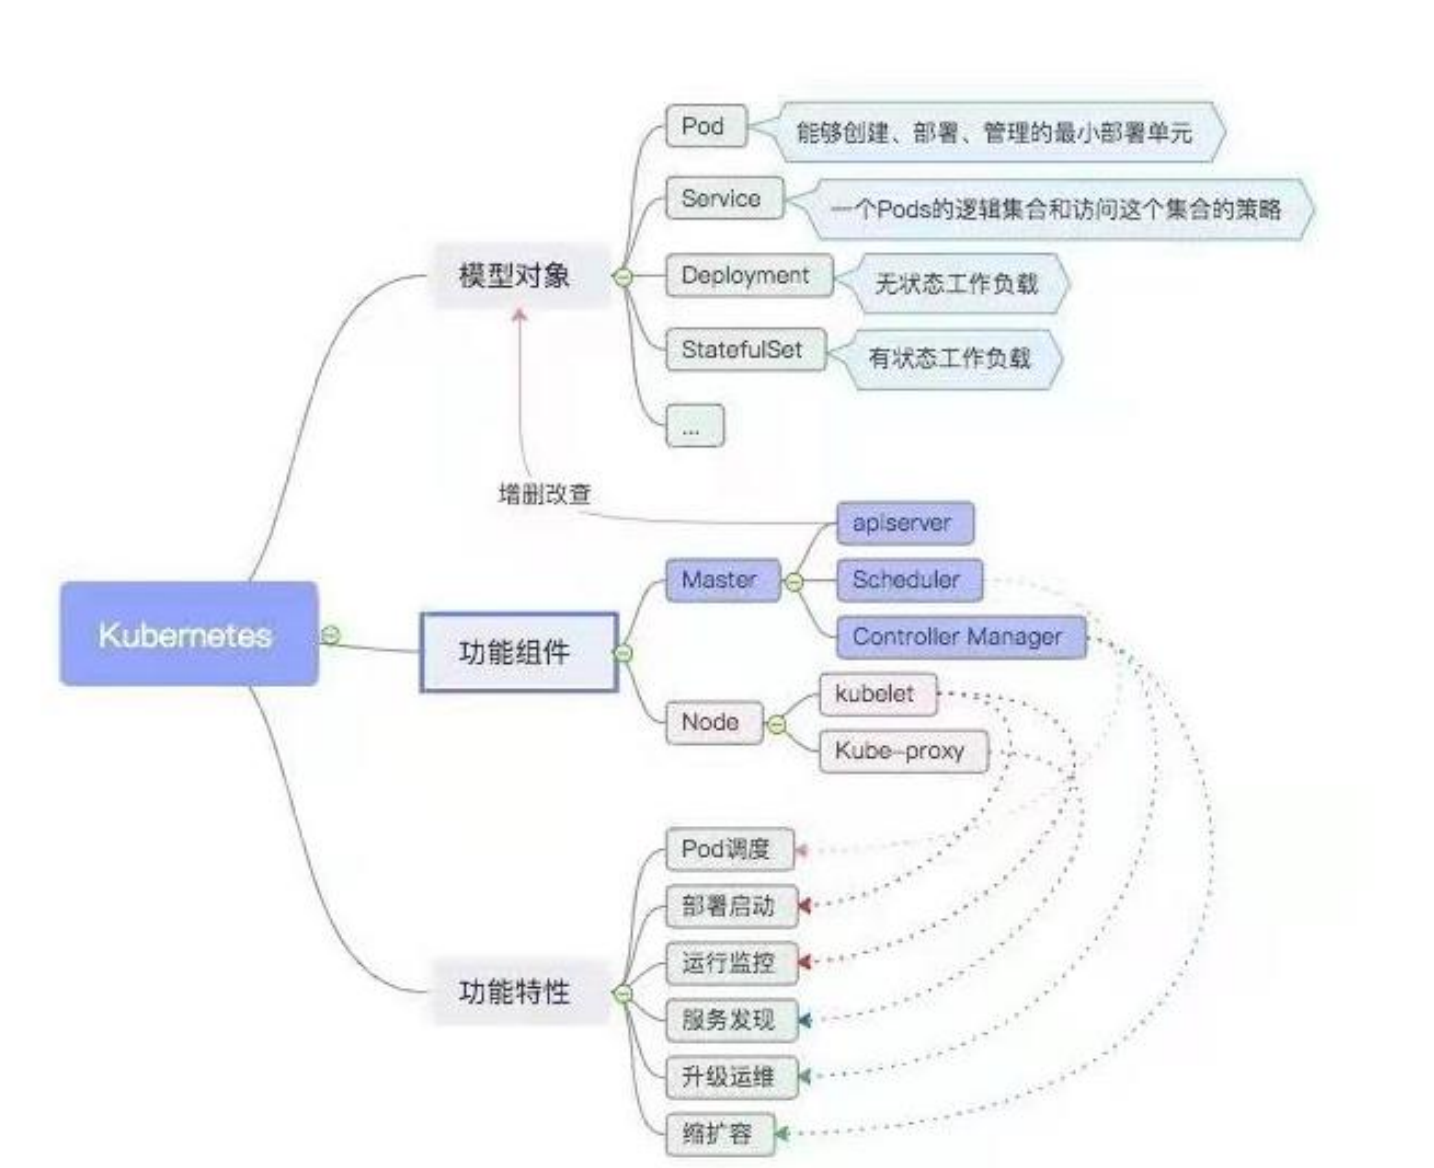 Pod
能够创建、部署、管理的最小部署单元
Service
一个Pods的逻辑集合和访问这个集合的策略
模型对象
Deployment
无状态工作负载
StatefulSet
有状态工作负载
...
增删改查
apiserver
Master
Scheduler
Kubernetes
功能组件
Controller Manager
kubelet
Node
Kube-proxy
Pod调度
部署启动
运行监控
功能特性
服务发现
升级运维
缩扩容